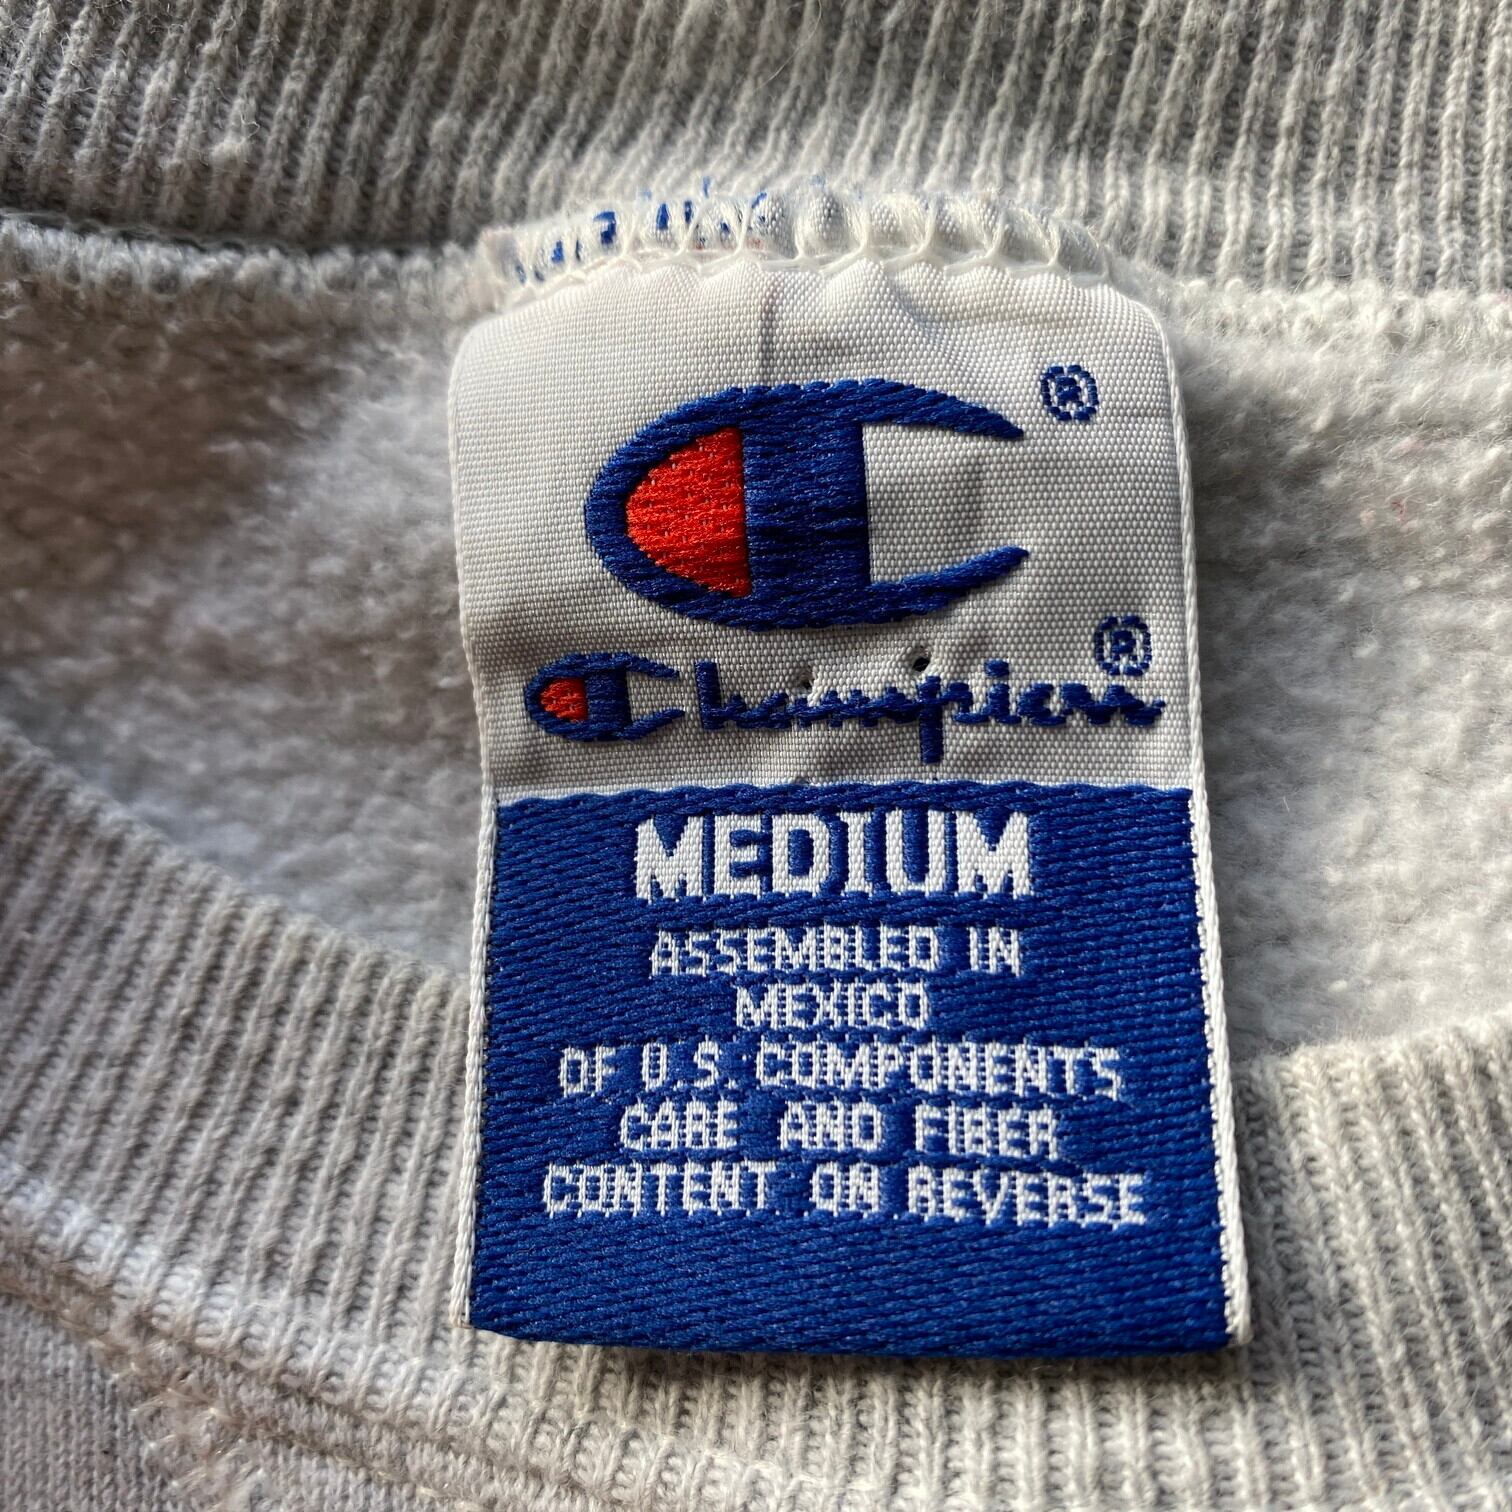 ®
Champion®
MEDIUM
ASSEMBLED IN
MEXICO
OF U.S. COMPONENTS
CARE AND FIBER
CONTENT ON REVERSE